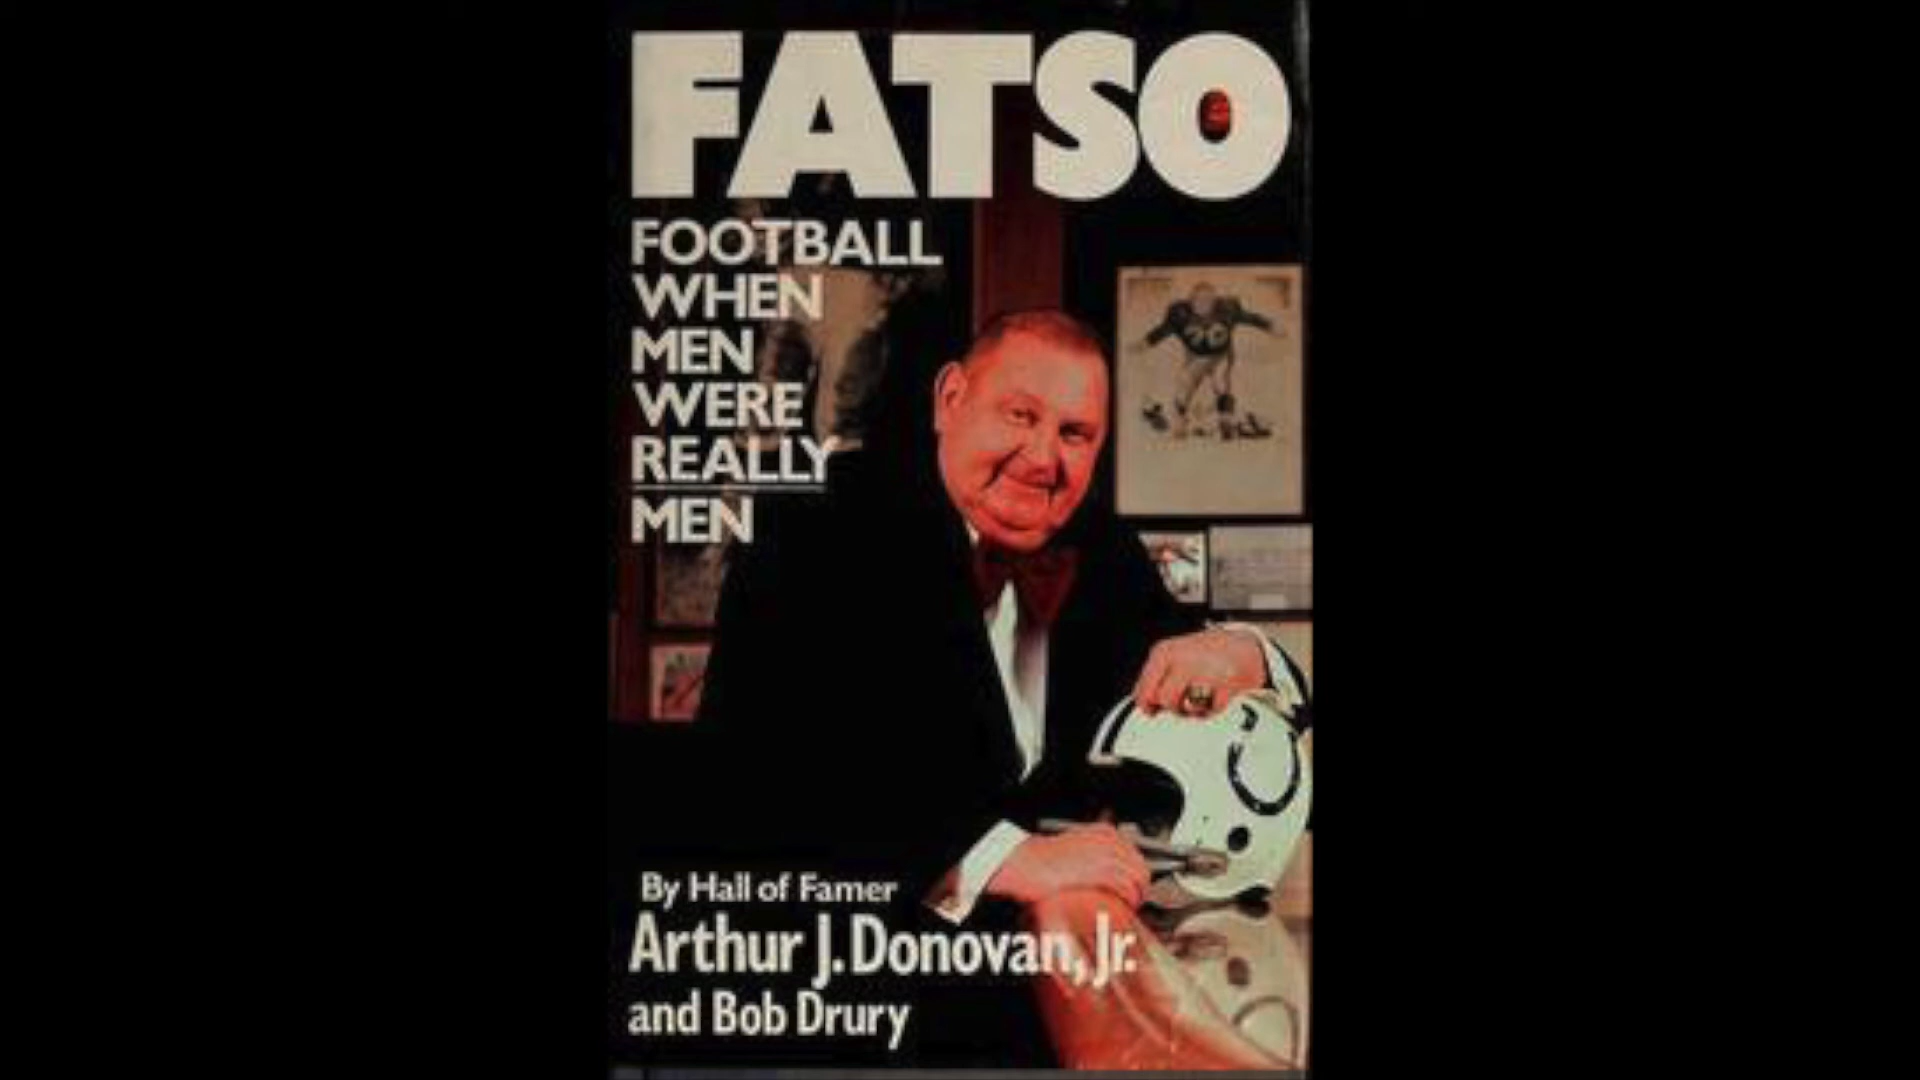 FATSO
FOOTBALL
WHEN
MEN
WERE
REALLY
MEN
By Hall of Famer
Arthur J. Donovan, Jr.
and Bob Drury